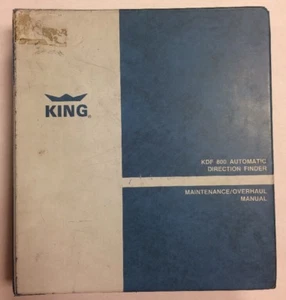 KING®
KDF 800 AUTOMATIC
DIRECTION FINDER
MAINTENANCE/OVERHAUL
MANUAL